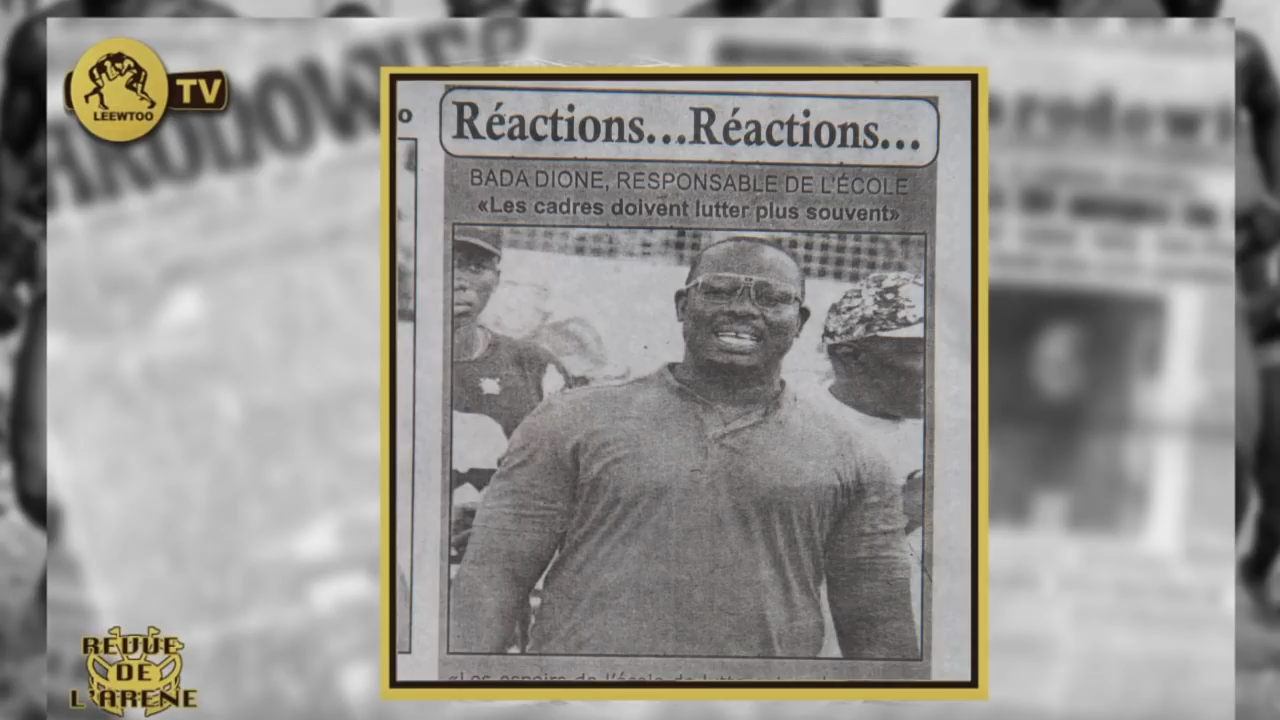 LEEWTOO
TV
Réactions...Réactions...
BADA DIONE, RESPONSABLE DE L'ÉCOLE
«Les cadres doivent lutter plus souvent»
REVUE
DE
L'ARENE